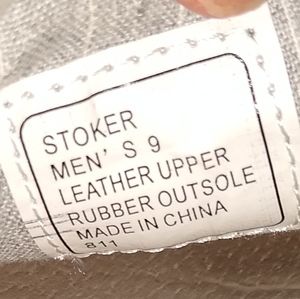 STOKER
MEN' S 9
LEATHER UPPER
RUBBER OUTSOLE
MADE IN CHINA
811